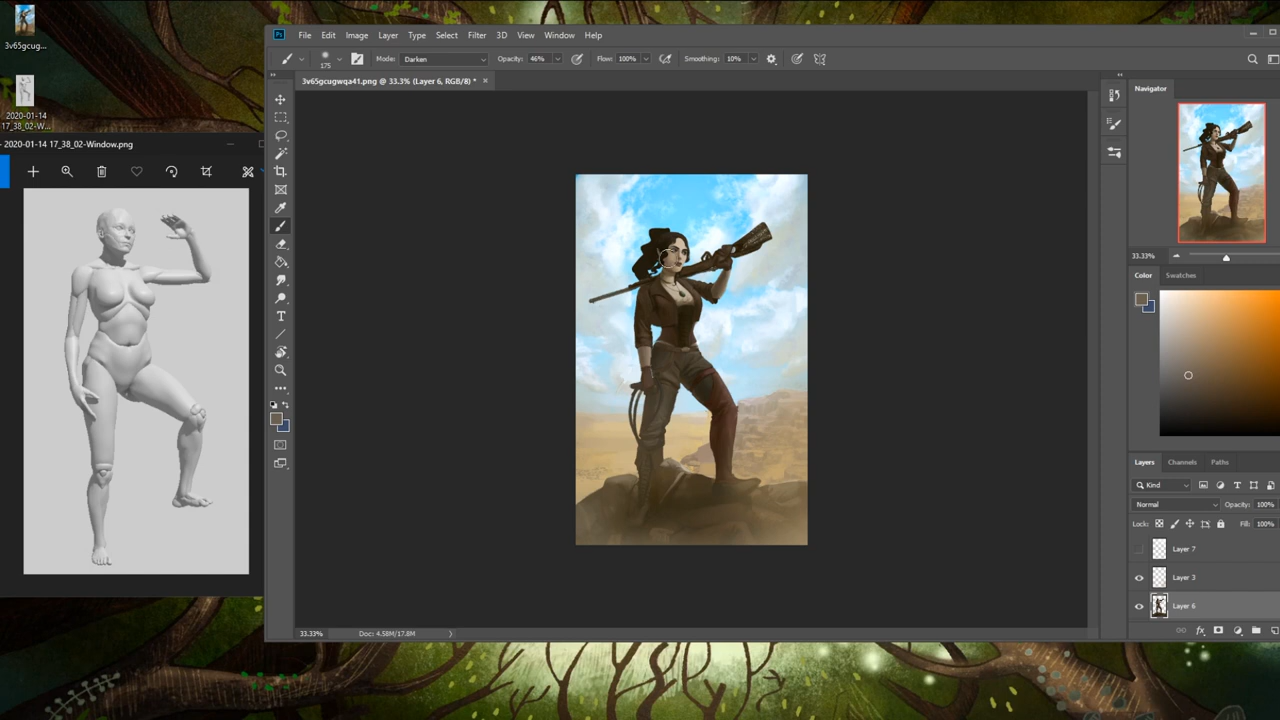 3v65gcug...
2020-01-14
17_38_02-W...
- 2020-01-14 17_38_02-Window.png
Ps
File Edit Image Layer Type Select Filter 3D View Window Help
175
Mode: Darken Opacity: 46% Flow: 100% Smoothing: 10%
3v65gcugwqa41.png @ 33.3% (Layer 6, RGB/8) * ×
Navigator
33.33%
Color Swatches
Layers Channels Paths
Kind
Normal Opacity: 100%
Lock: Fill: 100%
Layer 7
Layer 3
Layer 6
fx
33.33% Doc: 4.58M/17.8M